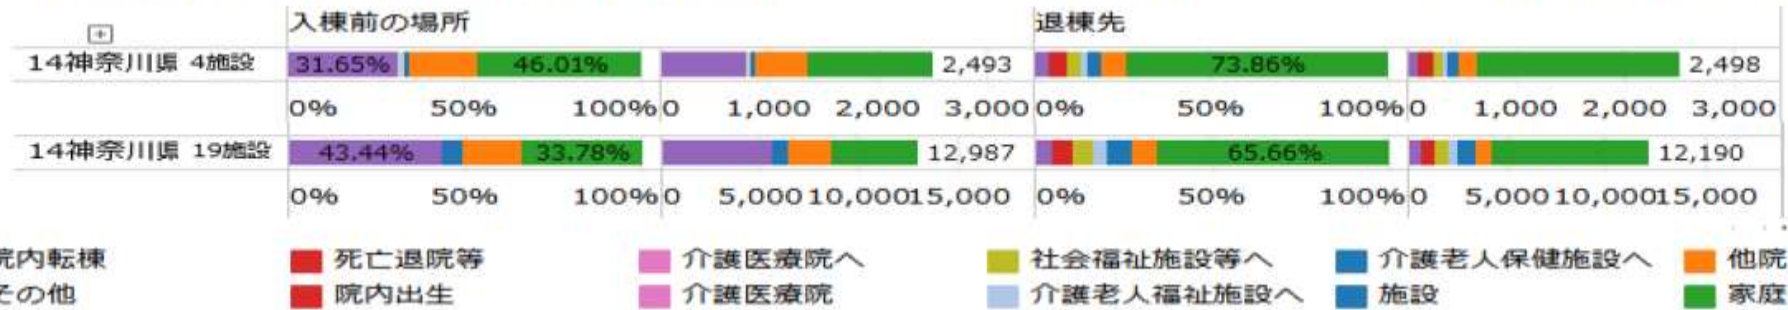 入棟前の場所 退棟先
14神奈川県 4施設 31.65% 46.01% 2,493 73.86% 2,498
0% 50% 100% 0 1,000 2,000 3,000 0% 50% 100% 0 1,000 2,000 3,000
14神奈川県 19施設 43.44% 33.78% 12,987 65.66% 12,190
0% 50% 100% 0 5,000 10,000 15,000 0% 50% 100% 0 5,000 10,000 15,000
院内転棟 死亡退院等 介護医療院へ 社会福祉施設等へ 介護老人保健施設へ 他院
その他 院内出生 介護医療院 介護老人福祉施設へ 施設 家庭